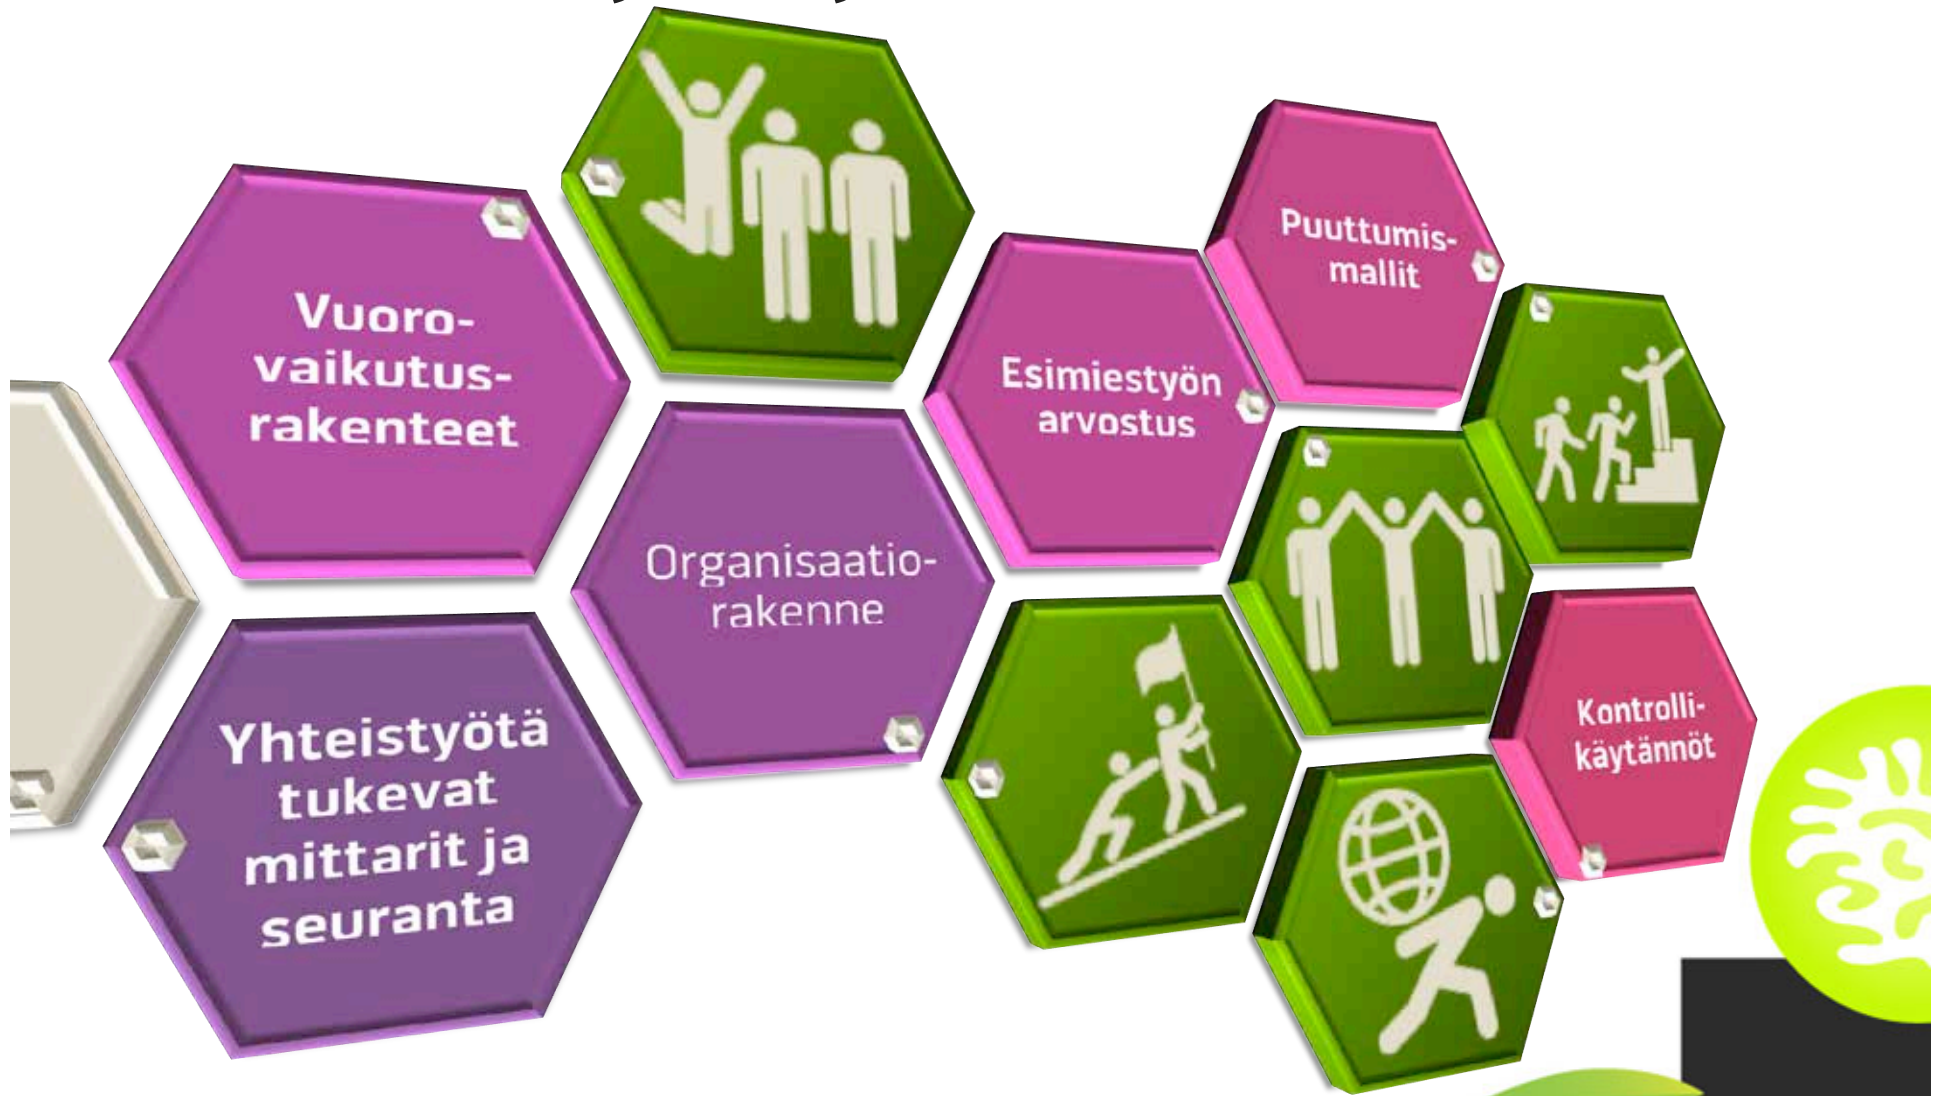 Vuoro-
vaikutus-
rakenteet
Yhteistyötä
tukevat
mittarit ja
seuranta
Organisaatio-
rakenne
Esimiestyön
arvostus
Puuttumis-
mallit
Kontrolli-
käytännöt